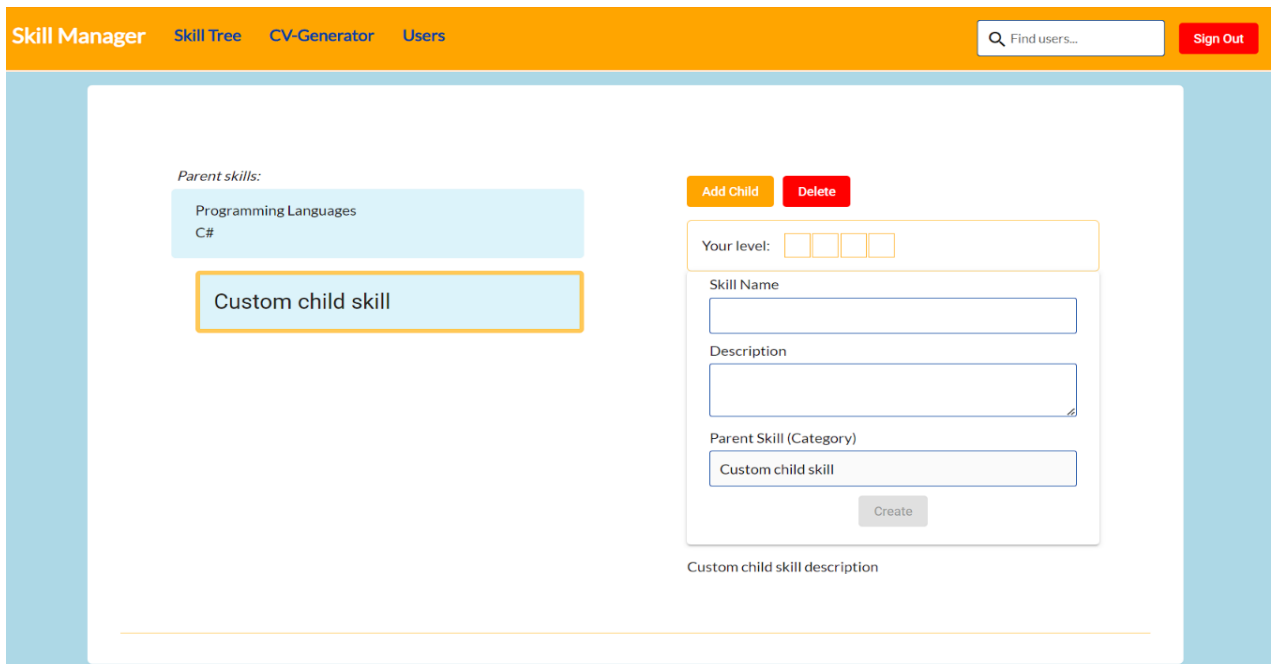 Skill Manager Skill Tree CV-Generator Users Find users... Sign Out
Parent skills:
Programming Languages
C#
Custom child skill
Add Child Delete
Your level:
Skill Name
Description
Parent Skill (Category)
Custom child skill
Create
Custom child skill description